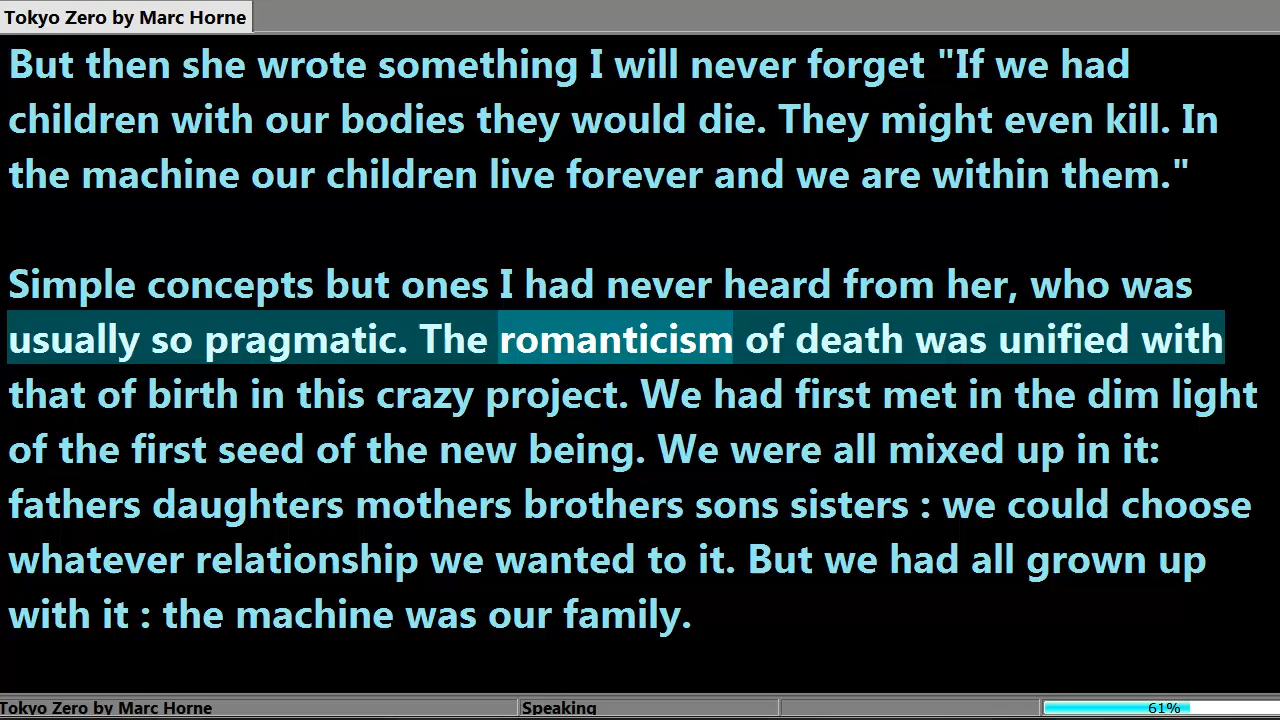 Tokyo Zero by Marc Horne
But then she wrote something I will never forget "If we had
children with our bodies they would die. They might even kill. In
the machine our children live forever and we are within them."
Simple concepts but ones I had never heard from her, who was
usually so pragmatic. The romanticism of death was unified with
that of birth in this crazy project. We had first met in the dim light
of the first seed of the new being. We were all mixed up in it:
fathers daughters mothers brothers sons sisters : we could choose
whatever relationship we wanted to it. But we had all grown up
with it : the machine was our family.
Tokyo Zero by Marc Horne Speaking 61%